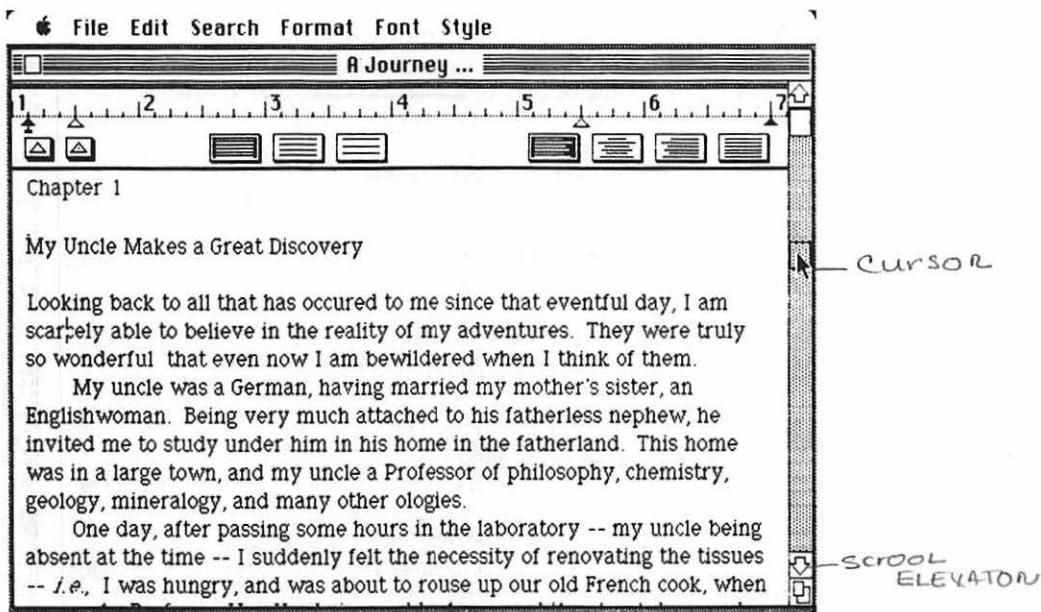 File Edit Search Format Font Style
A Journey ...
1 2 3 4 5 6 7
Chapter 1
My Uncle Makes a Great Discovery
Looking back to all that has occured to me since that eventful day, I am
scarcely able to believe in the reality of my adventures. They were truly
so wonderful that even now I am bewildered when I think of them.
My uncle was a German, having married my mother's sister, an
Englishwoman. Being very much attached to his fatherless nephew, he
invited me to study under him in his home in the fatherland. This home
was in a large town, and my uncle a Professor of philosophy, chemistry,
geology, mineralogy, and many other ologies.
One day, after passing some hours in the laboratory -- my uncle being
absent at the time -- I suddenly felt the necessity of renovating the tissues
-- i.e., I was hungry, and was about to rouse up our old French cook, when
CURSOR
SCROOL
ELEVATOR